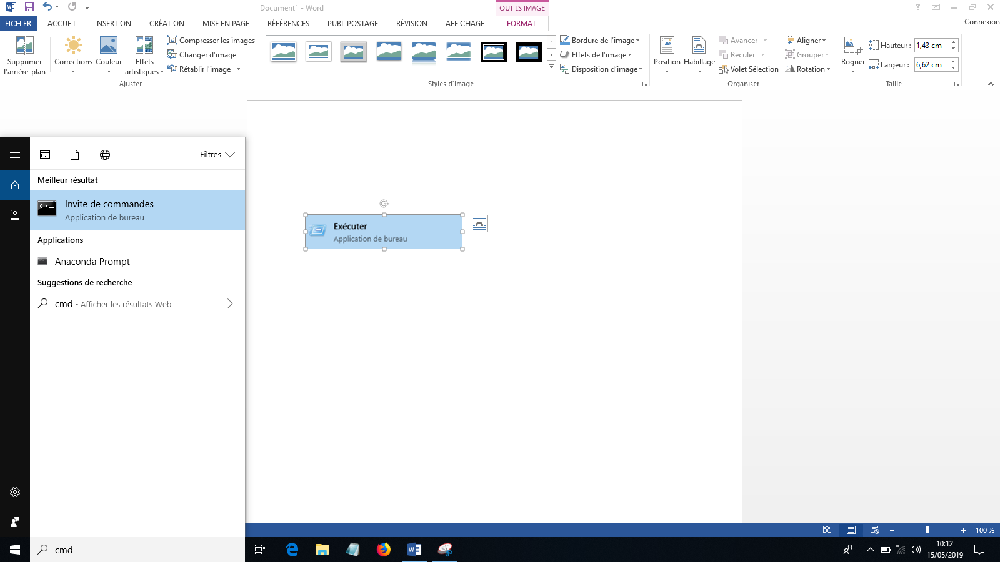 Document1 - Word
OUTILS IMAGE
?
FICHIER ACCUEIL INSERTION CRÉATION MISE EN PAGE RÉFÉRENCES PUBLIPOSTAGE RÉVISION AFFICHAGE FORMAT Connexion
Supprimer
l'arrière-plan
Corrections
Couleur
Effets
artistiques
Compresser les images
Changer d'image
Rétablir l'image
Ajuster
Styles d'image
Bordure de l'image
Effets de l'image
Disposition d'image
Position
Habillage
Avancer
Reculer
Volet Sélection
Aligner
Grouper
Rotation
Organiser
Rogner
Hauteur : 1,43 cm
Largeur : 6,62 cm
Taille
Filtres
Meilleur résultat
C:\
Invite de commandes
Application de bureau
Applications
Anaconda Prompt
Suggestions de recherche
cmd - Afficher les résultats Web
Exécuter
Application de bureau
100 %
cmd
10:12
15/05/2019